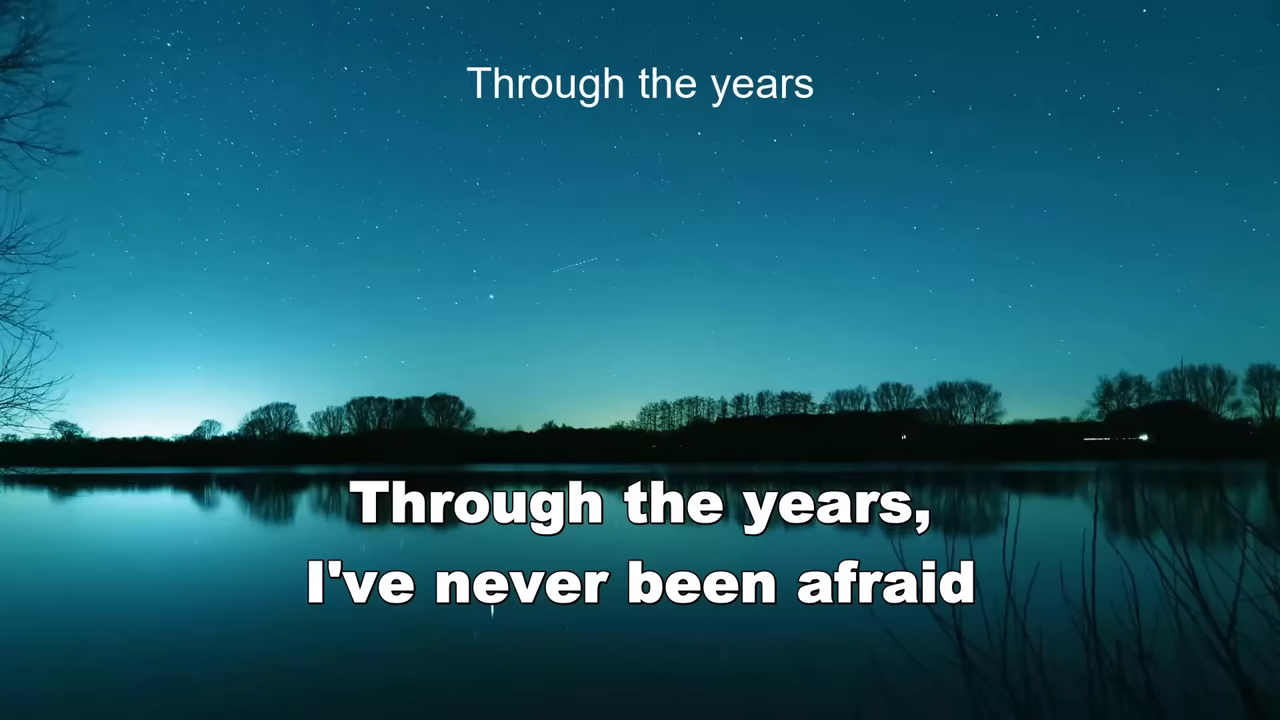 Through the years
Through the years,
I've never been afraid